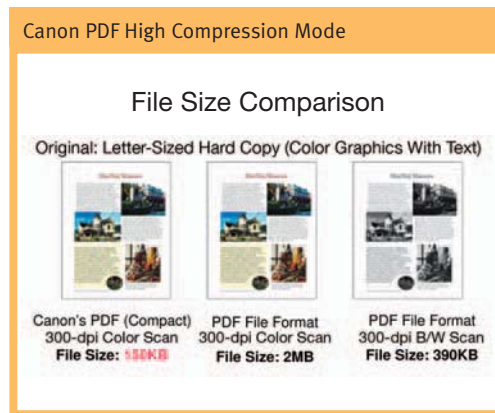 Canon PDF High Compression Mode
File Size Comparison
Original: Letter-Sized Hard Copy (Color Graphics With Text)
Canon's PDF (Compact)
300-dpi Color Scan
File Size: 150KB
PDF File Format
300-dpi Color Scan
File Size: 2MB
PDF File Format
300-dpi B/W Scan
File Size: 390KB